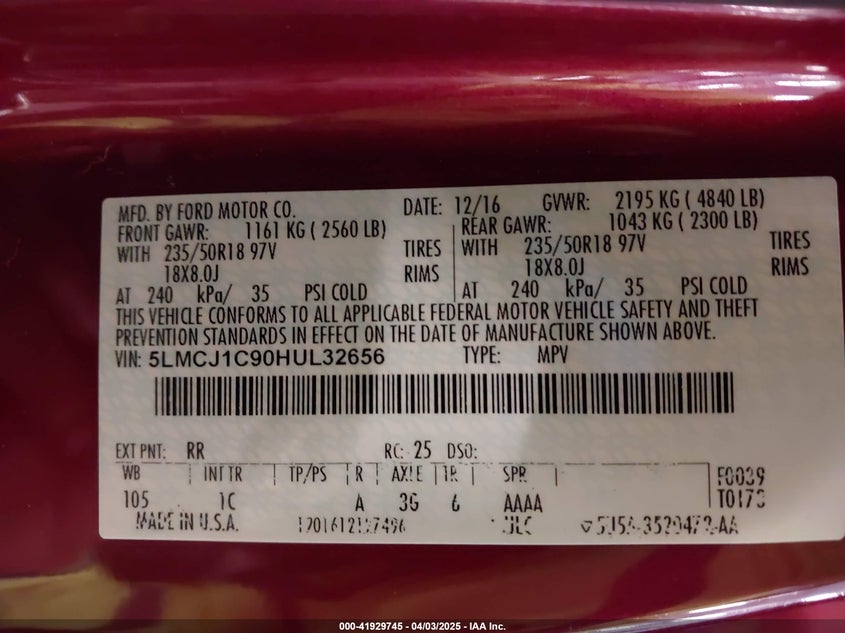 MFD. BY FORD MOTOR CO. DATE: 12/16 GVWR: 2195 KG ( 4840 LB)
FRONT GAWR: 1161 KG ( 2560 LB) REAR GAWR: 1043 KG ( 2300 LB)
WITH 235/50R18 97V TIRES WITH 235/50R18 97V TIRES
18X8.0J RIMS 18X8.0J RIMS
AT 240 kPa/ 35 PSI COLD AT 240 kPa/ 35 PSI COLD
THIS VEHICLE CONFORMS TO ALL APPLICABLE FEDERAL MOTOR VEHICLE SAFETY AND THEFT
PREVENTION STANDARDS IN EFFECT ON THE DATE OF MANUFACTURE SHOWN ABOVE.
VIN: 5LMCJ1C90HUL32656 TYPE: MPV
EXT PNT: RR RC: 25 DSO:
WB INT TR TP/PS R AXLE TR SPR F0039
105 1C A 3G 6 AAAA T0173
MADE IN U.S.A.
000-41929745 - 04/03/2025 - IAA Inc.